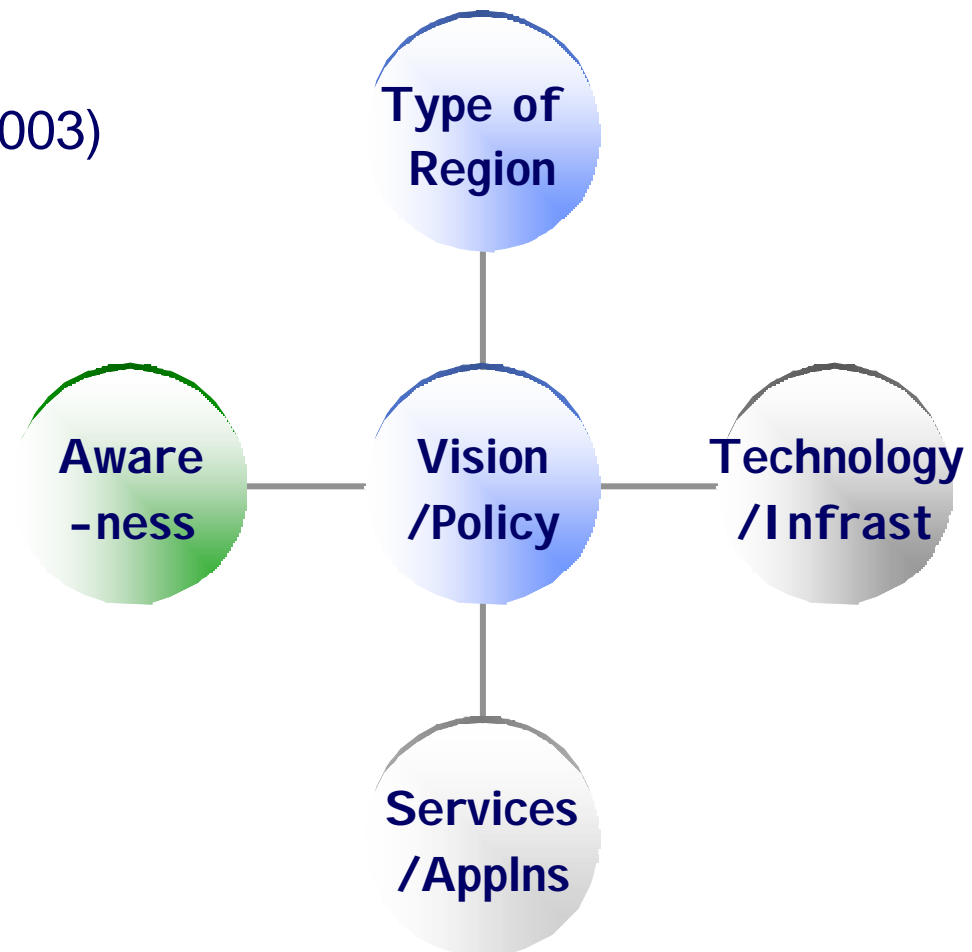 003)
Type of
Region
Aware
-ness
Vision
/Policy
Technology
/Infrast
Services
/Applns